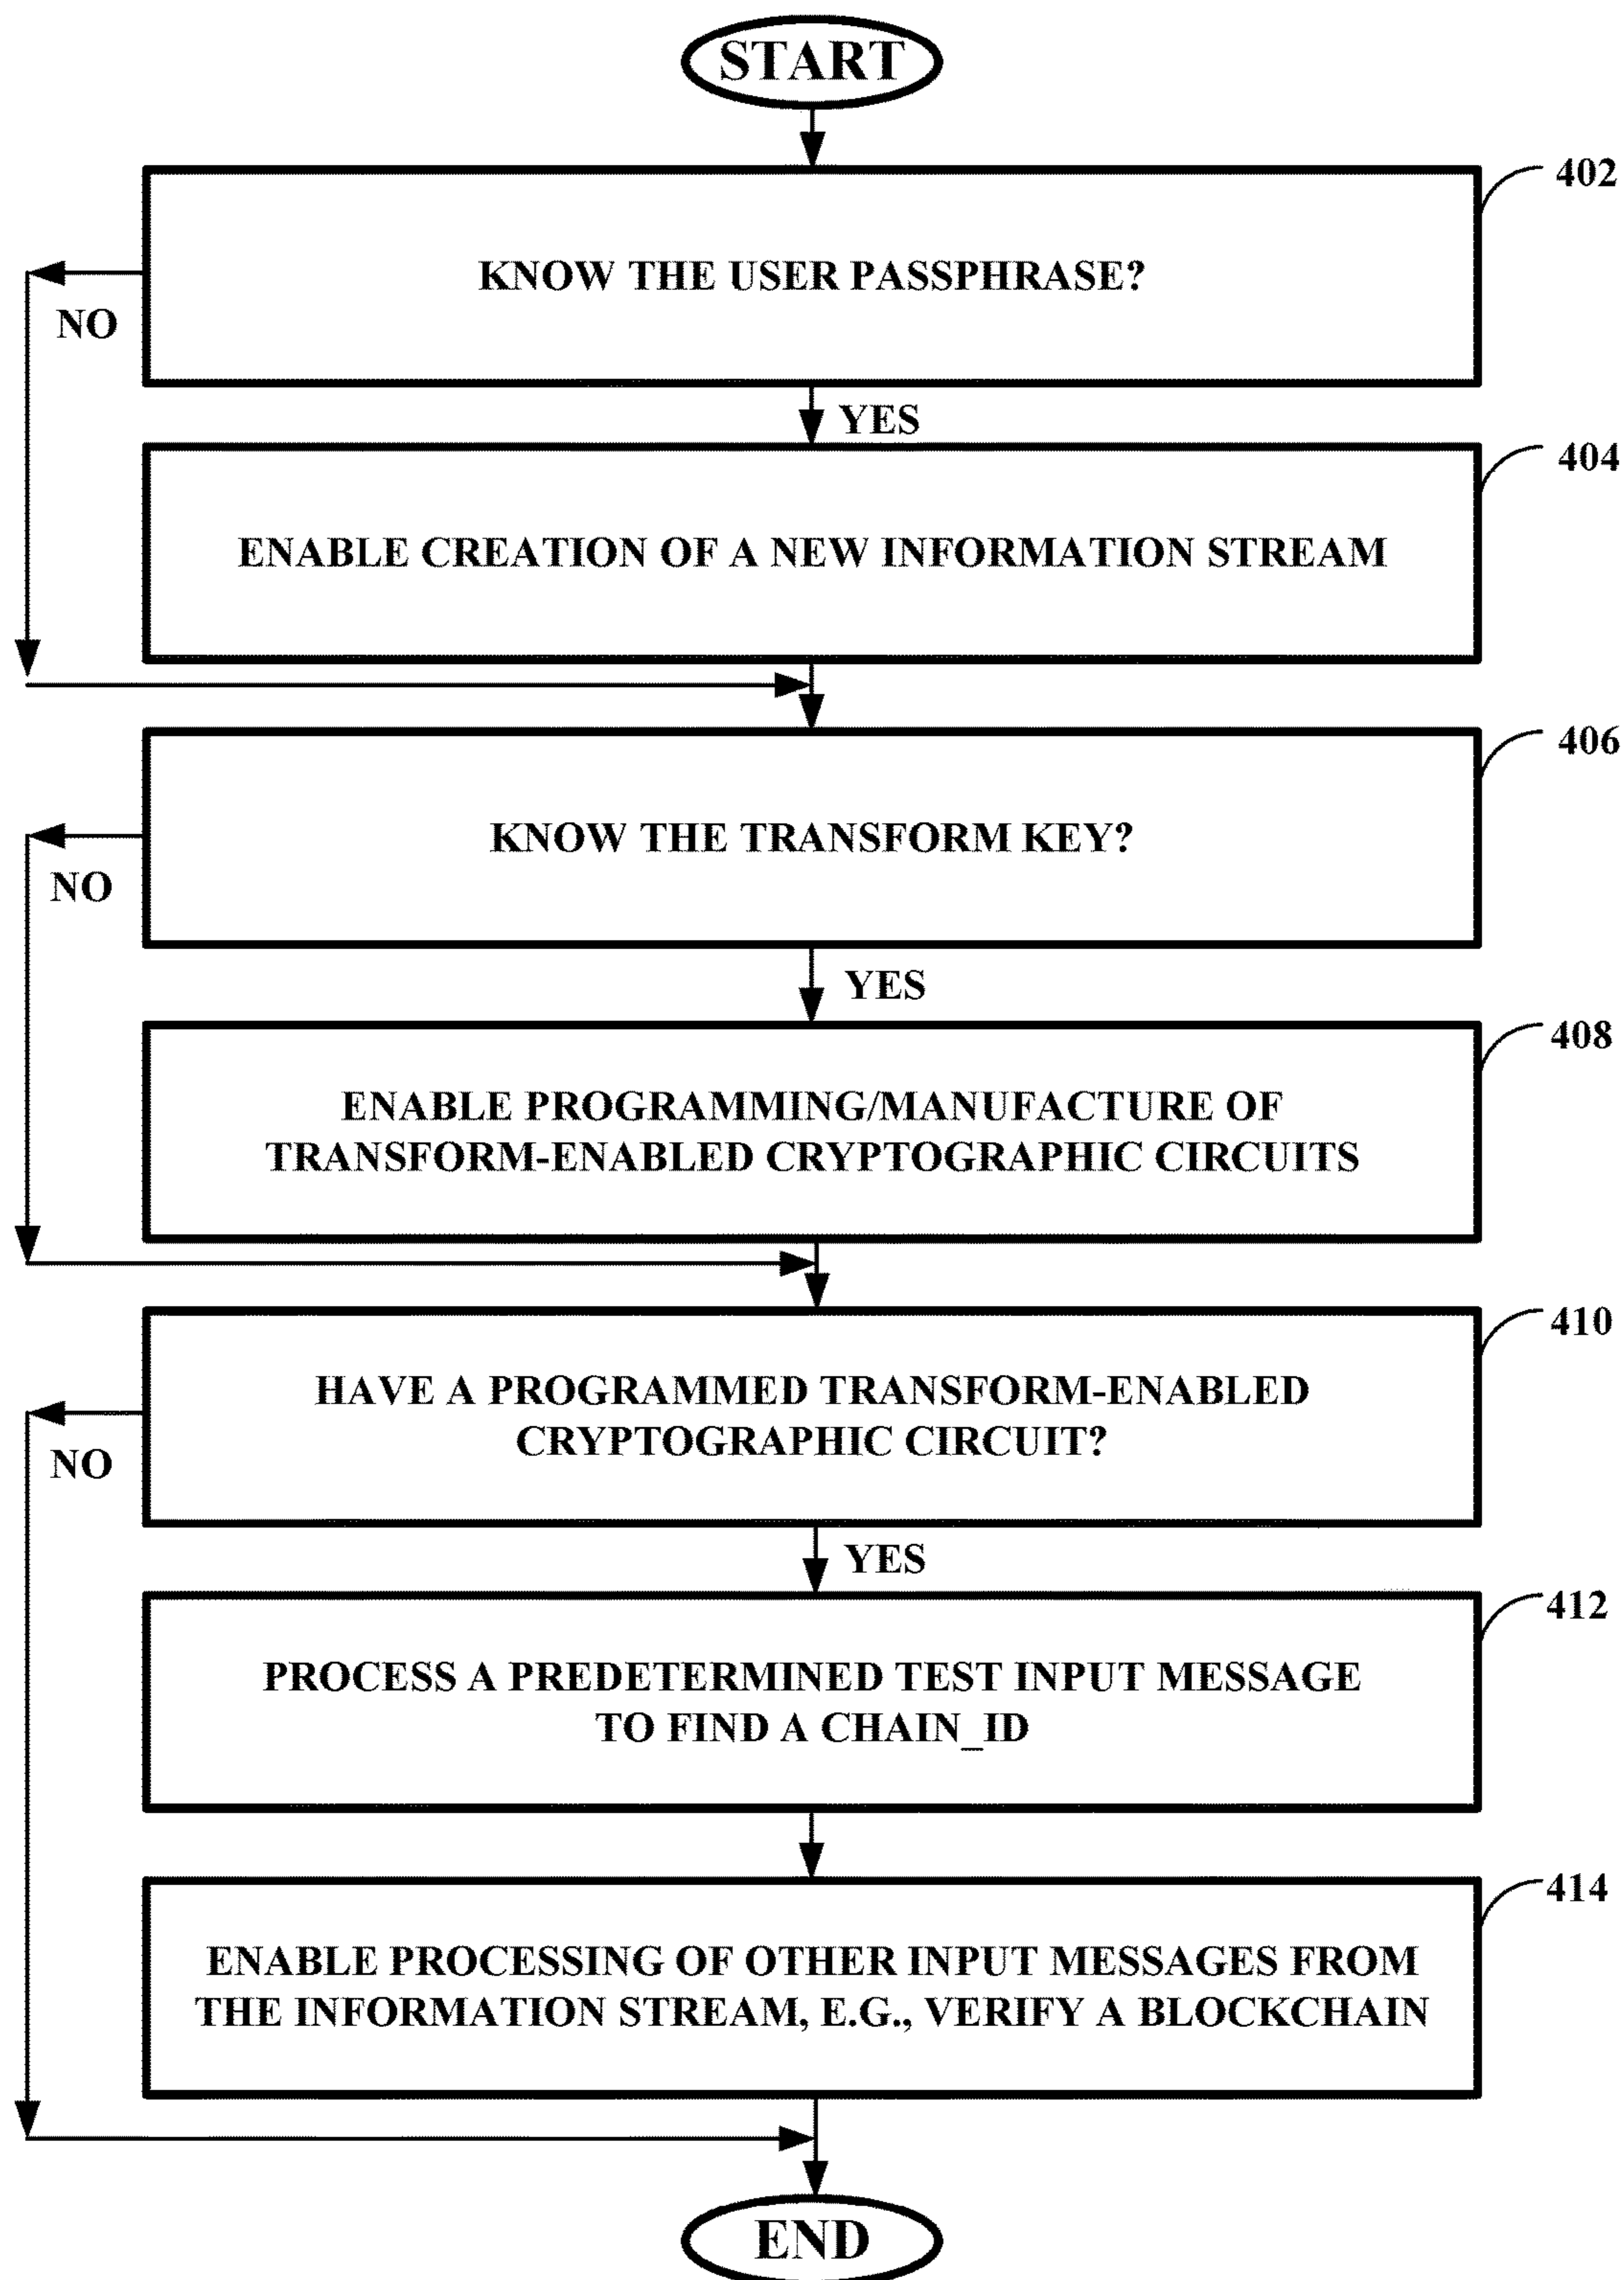 START
402
KNOW THE USER PASSPHRASE?
NO
YES
404
ENABLE CREATION OF A NEW INFORMATION STREAM
406
KNOW THE TRANSFORM KEY?
NO
YES
408
ENABLE PROGRAMMING/MANUFACTURE OF
TRANSFORM-ENABLED CRYPTOGRAPHIC CIRCUITS
410
HAVE A PROGRAMMED TRANSFORM-ENABLED
CRYPTOGRAPHIC CIRCUIT?
NO
YES
412
PROCESS A PREDETERMINED TEST INPUT MESSAGE
TO FIND A CHAIN_ID
414
ENABLE PROCESSING OF OTHER INPUT MESSAGES FROM
THE INFORMATION STREAM, E.G., VERIFY A BLOCKCHAIN
END